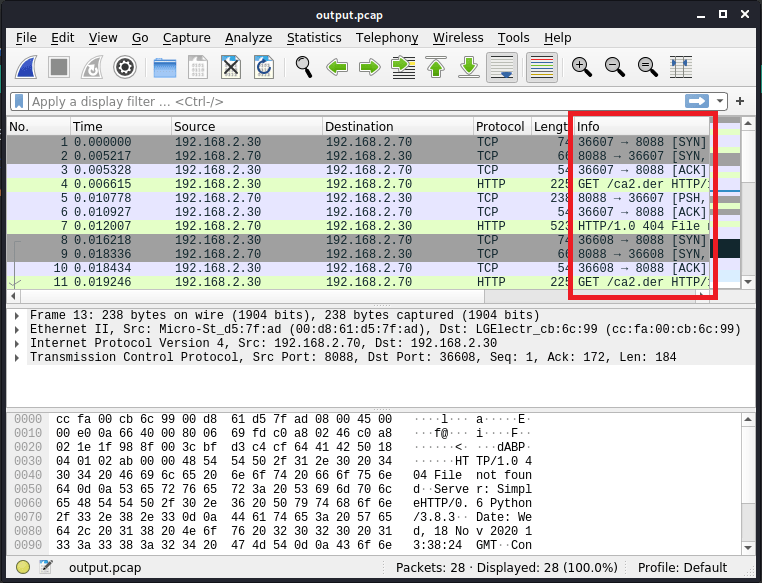 output.pcap
File Edit View Go Capture Analyze Statistics Telephony Wireless Tools Help
Apply a display filter ... <Ctrl-/>
No. Time Source Destination Protocol Lengt Info
1 0.000000 192.168.2.30 192.168.2.70 TCP 74 36607 → 8088 [SYN]
2 0.005217 192.168.2.70 192.168.2.30 TCP 66 8088 → 36607 [SYN,
3 0.005328 192.168.2.30 192.168.2.70 TCP 54 36607 → 8088 [ACK]
4 0.006615 192.168.2.30 192.168.2.70 HTTP 225 GET /ca2.der HTTP/1
5 0.010778 192.168.2.70 192.168.2.30 TCP 238 8088 → 36607 [PSH,
6 0.010927 192.168.2.30 192.168.2.70 TCP 54 36607 → 8088 [ACK]
7 0.012007 192.168.2.70 192.168.2.30 HTTP 523 HTTP/1.0 404 File
8 0.016218 192.168.2.30 192.168.2.70 TCP 74 36608 → 8088 [SYN]
9 0.018336 192.168.2.70 192.168.2.30 TCP 66 8088 → 36608 [SYN,
10 0.018434 192.168.2.30 192.168.2.70 TCP 54 36608 → 8088 [ACK]
11 0.019246 192.168.2.30 192.168.2.70 HTTP 225 GET /ca2.der HTTP/1
Frame 13: 238 bytes on wire (1904 bits), 238 bytes captured (1904 bits)
Ethernet II, Src: Micro-St_d5:7f:ad (00:d8:61:d5:7f:ad), Dst: LGElectr_cb:6c:99 (cc:fa:00:cb:6c:99)
Internet Protocol Version 4, Src: 192.168.2.70, Dst: 192.168.2.30
Transmission Control Protocol, Src Port: 8088, Dst Port: 36608, Seq: 1, Ack: 172, Len: 184
0000 cc fa 00 cb 6c 99 00 d8 61 d5 7f ad 08 00 45 00 ····l··· a·····E·
0010 00 e0 0a 66 40 00 80 06 69 fd c0 a8 02 46 c0 a8 ···f@··· i····F··
0020 02 1e 1f 98 8f 00 3c bf d3 c4 cf 64 41 42 50 18 ······<· ···dABP·
0030 04 01 02 ab 00 00 48 54 54 50 2f 31 2e 30 20 34 ······HT TP/1.0 4
0040 30 34 20 46 69 6c 65 20 6e 6f 74 20 66 6f 75 6e 04 File not foun
0050 64 0d 0a 53 65 72 76 65 72 3a 20 53 69 6d 70 6c d··Serve r: Simpl
0060 65 48 54 54 50 2f 30 2e 36 20 50 79 74 68 6f 6e eHTTP/0. 6 Python
0070 2f 33 2e 38 2e 33 0d 0a 44 61 74 65 3a 20 57 65 /3.8.3·· Date: We
0080 64 2c 20 31 38 20 4e 6f 76 20 32 30 32 30 20 31 d, 18 No v 2020 1
0090 33 3a 33 38 3a 32 34 20 47 4d 54 0d 0a 43 6f 6e 3:38:24 GMT··Con
output.pcap Packets: 28 · Displayed: 28 (100.0%) Profile: Default